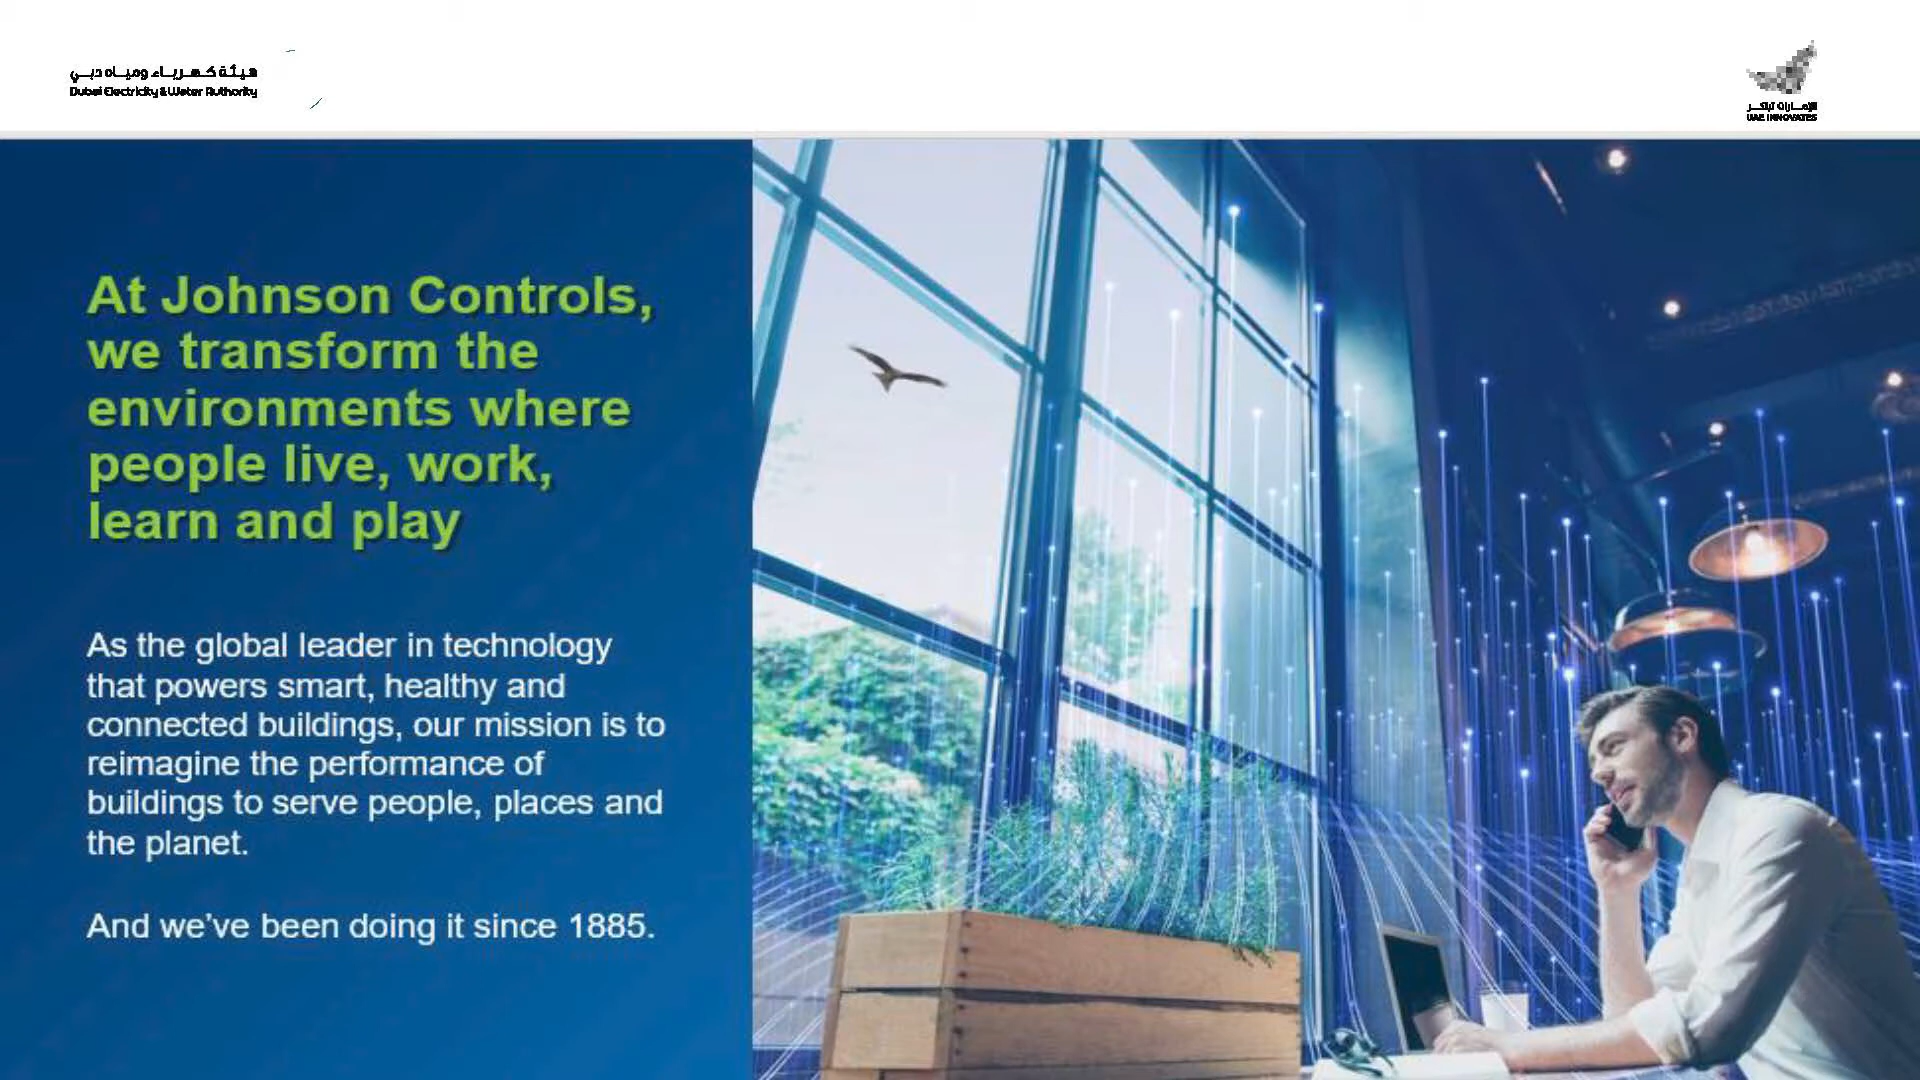 هيئة كهرباء ومياه دبي
Dubai Electricity & Water Authority
الإمارات تبتكر
UAE INNOVATES
At Johnson Controls,
we transform the
environments where
people live, work,
learn and play
As the global leader in technology
that powers smart, healthy and
connected buildings, our mission is to
reimagine the performance of
buildings to serve people, places and
the planet.
And we've been doing it since 1885.